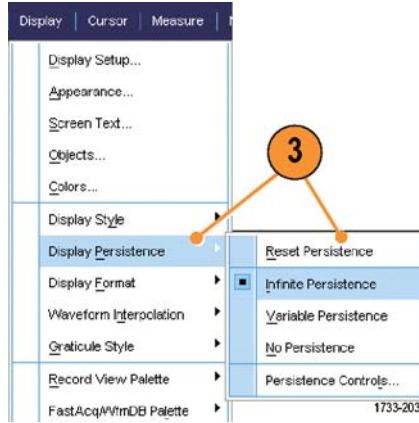 Display Cursor Measure
Display Setup...
Appearance...
Screen Text...
Objects...
Colors...
Display Style
Display Persistence
Display Format
Waveform Interpolation
Graticule Style
Record View Palette
FastAcq/WfmDB Palette
3
Reset Persistence
Infinite Persistence
Variable Persistence
No Persistence
Persistence Controls...
1733-203